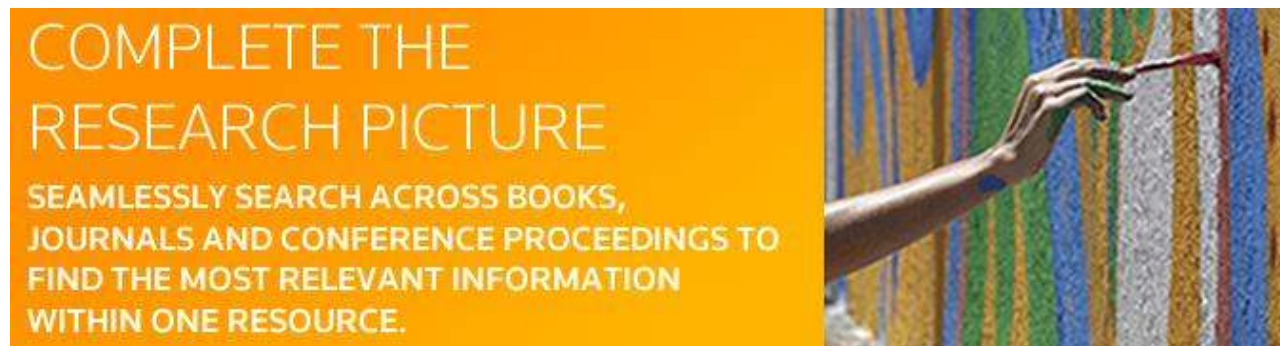 COMPLETE THE
RESEARCH PICTURE
SEAMLESSLY SEARCH ACROSS BOOKS,
JOURNALS AND CONFERENCE PROCEEDINGS TO
FIND THE MOST RELEVANT INFORMATION
WITHIN ONE RESOURCE.